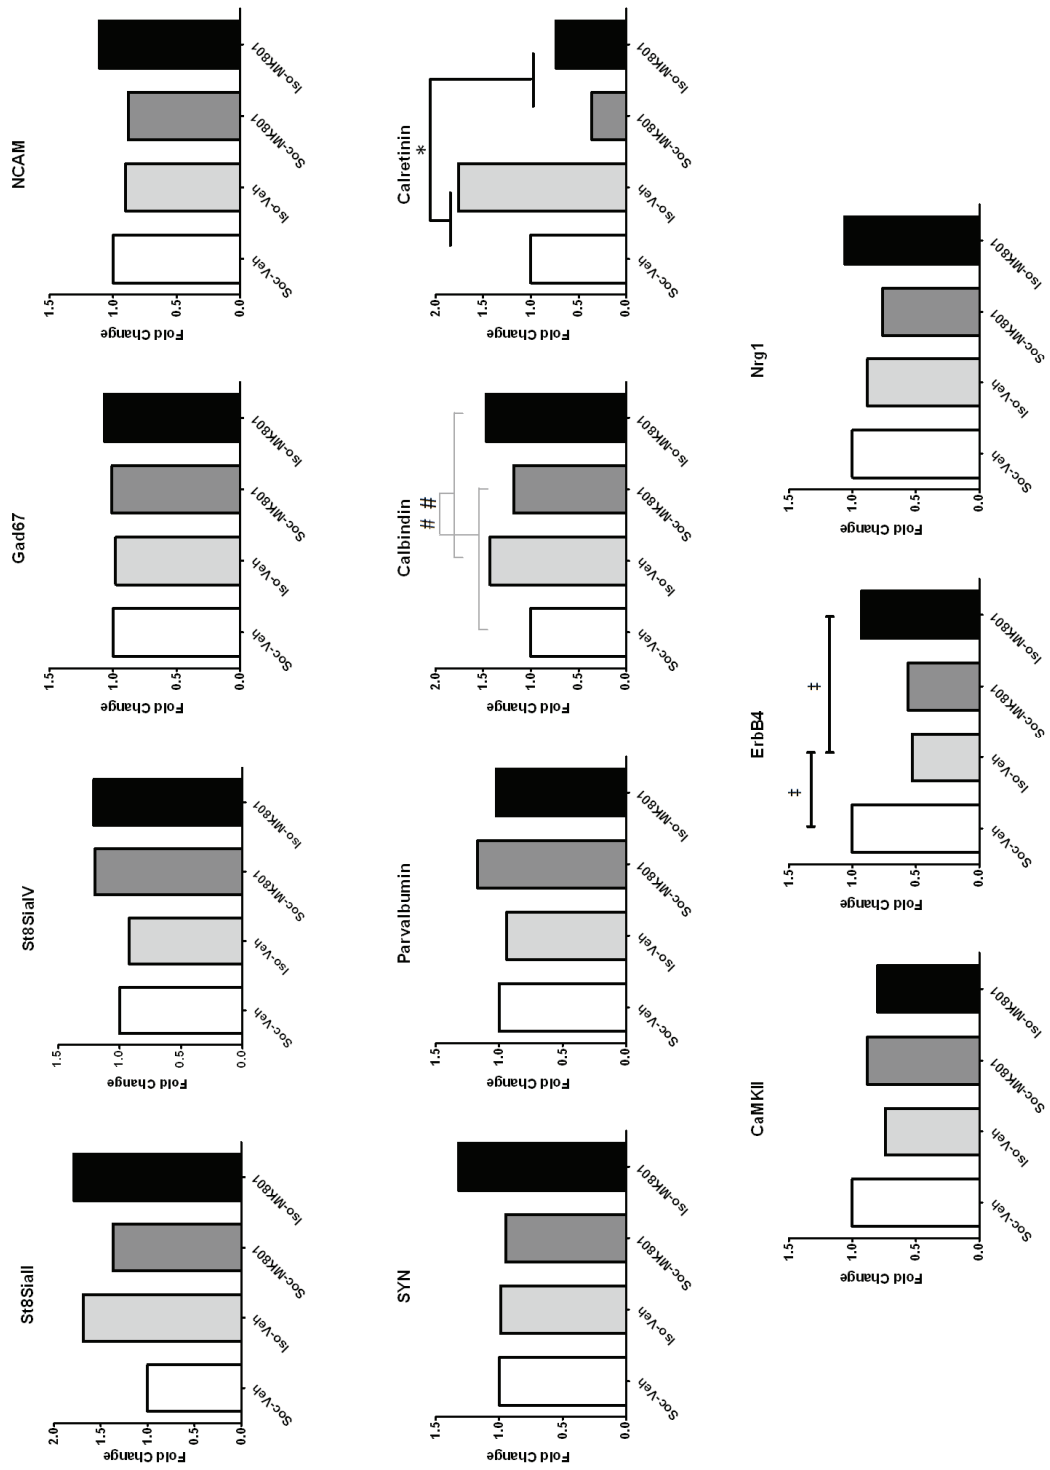 St8SiaII
Fold Change
2.0
1.5
1.0
0.5
0.0
Soc-Veh
Iso-Veh
Soc-MK801
Iso-MK801
St8SiaIV
Fold Change
1.5
1.0
0.5
0.0
Soc-Veh
Iso-Veh
Soc-MK801
Iso-MK801
Gad67
Fold Change
1.5
1.0
0.5
0.0
Soc-Veh
Iso-Veh
Soc-MK801
Iso-MK801
NCAM
Fold Change
1.5
1.0
0.5
0.0
Soc-Veh
Iso-Veh
Soc-MK801
Iso-MK801
SYN
Fold Change
1.5
1.0
0.5
0.0
Soc-Veh
Iso-Veh
Soc-MK801
Iso-MK801
Parvalbumin
Fold Change
1.5
1.0
0.5
0.0
Soc-Veh
Iso-Veh
Soc-MK801
Iso-MK801
Calbindin
# #
Fold Change
2.0
1.5
1.0
0.5
0.0
Soc-Veh
Iso-Veh
Soc-MK801
Iso-MK801
Calretinin
*
Fold Change
2.0
1.5
1.0
0.5
0.0
Soc-Veh
Iso-Veh
Soc-MK801
Iso-MK801
CaMKII
Fold Change
1.5
1.0
0.5
0.0
Soc-Veh
Iso-Veh
Soc-MK801
Iso-MK801
ErbB4
‡
‡
Fold Change
1.5
1.0
0.5
0.0
Soc-Veh
Iso-Veh
Soc-MK801
Iso-MK801
Nrg1
Fold Change
1.5
1.0
0.5
0.0
Soc-Veh
Iso-Veh
Soc-MK801
Iso-MK801